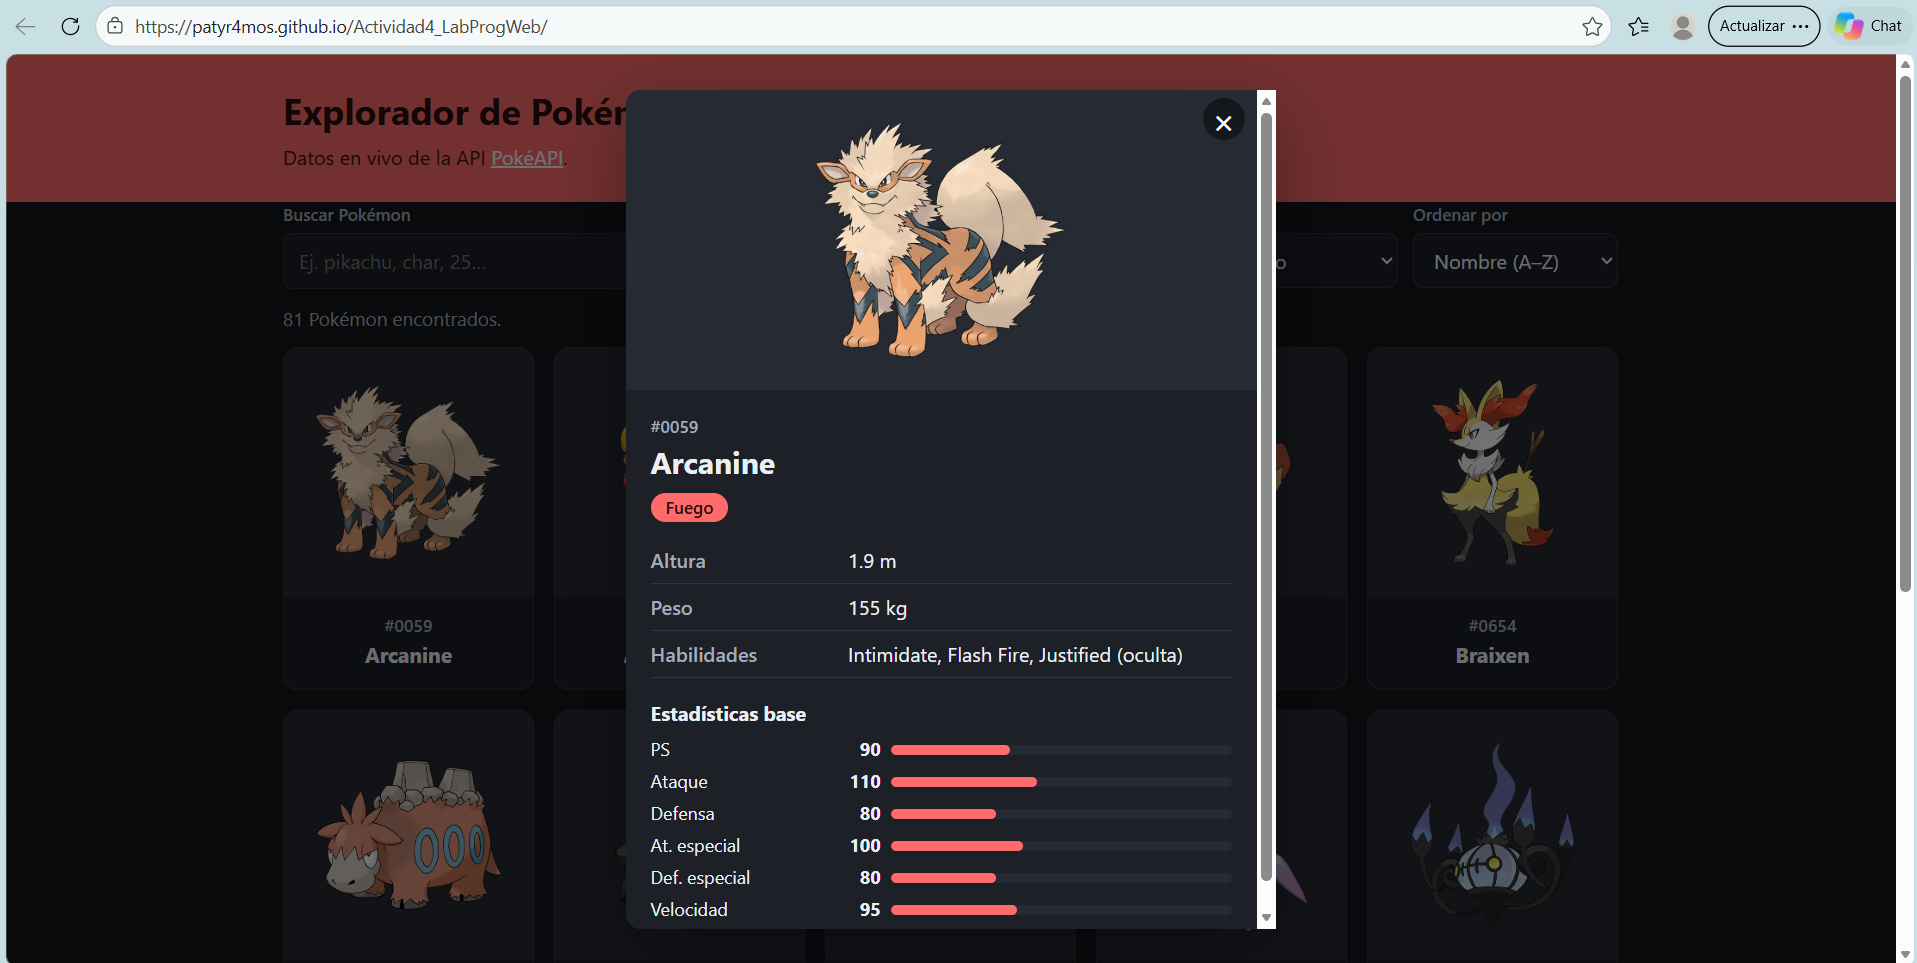 https://patyr4mos.github.io/Actividad4_LabProgWeb/
Actualizar
Chat
Explorador de Pokém
Datos en vivo de la API PokéAPI.
Buscar Pokémon
Ordenar por
Ej. pikachu, char, 25...
o
Nombre (A–Z)
81 Pokémon encontrados.
#0059
Arcanine
#0654
Braixen
#0059
Arcanine
Fuego
Altura 1.9 m
Peso 155 kg
Habilidades Intimidate, Flash Fire, Justified (oculta)
Estadísticas base
PS 90
Ataque 110
Defensa 80
At. especial 100
Def. especial 80
Velocidad 95